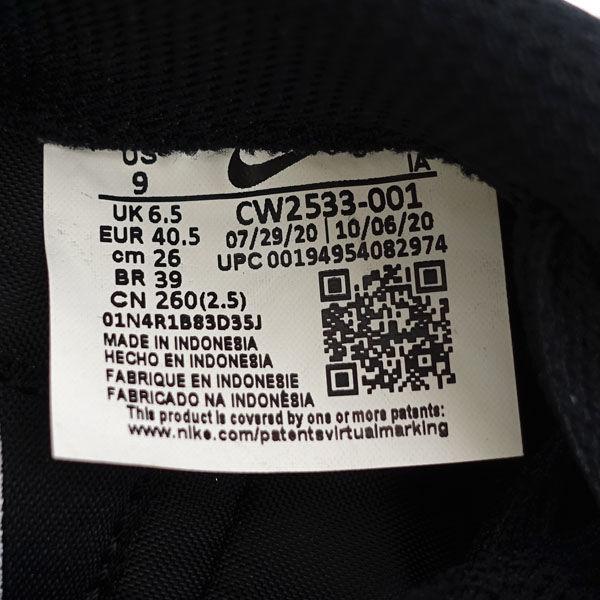 US
IA
9
CW2533-001
UK 6.5
07/29/20 | 10/06/20
EUR 40.5
UPC 00194954082974
cm 26
BR 39
CN 260(2.5)
01N4R1B83D35J
MADE IN INDONESIA
HECHO EN INDONESIA
FABRIQUE EN INDONESIE
FABRICADO NA INDONÉSIA
This product is covered by one or more patents:
www.nike.com/patentsvirtualmarking